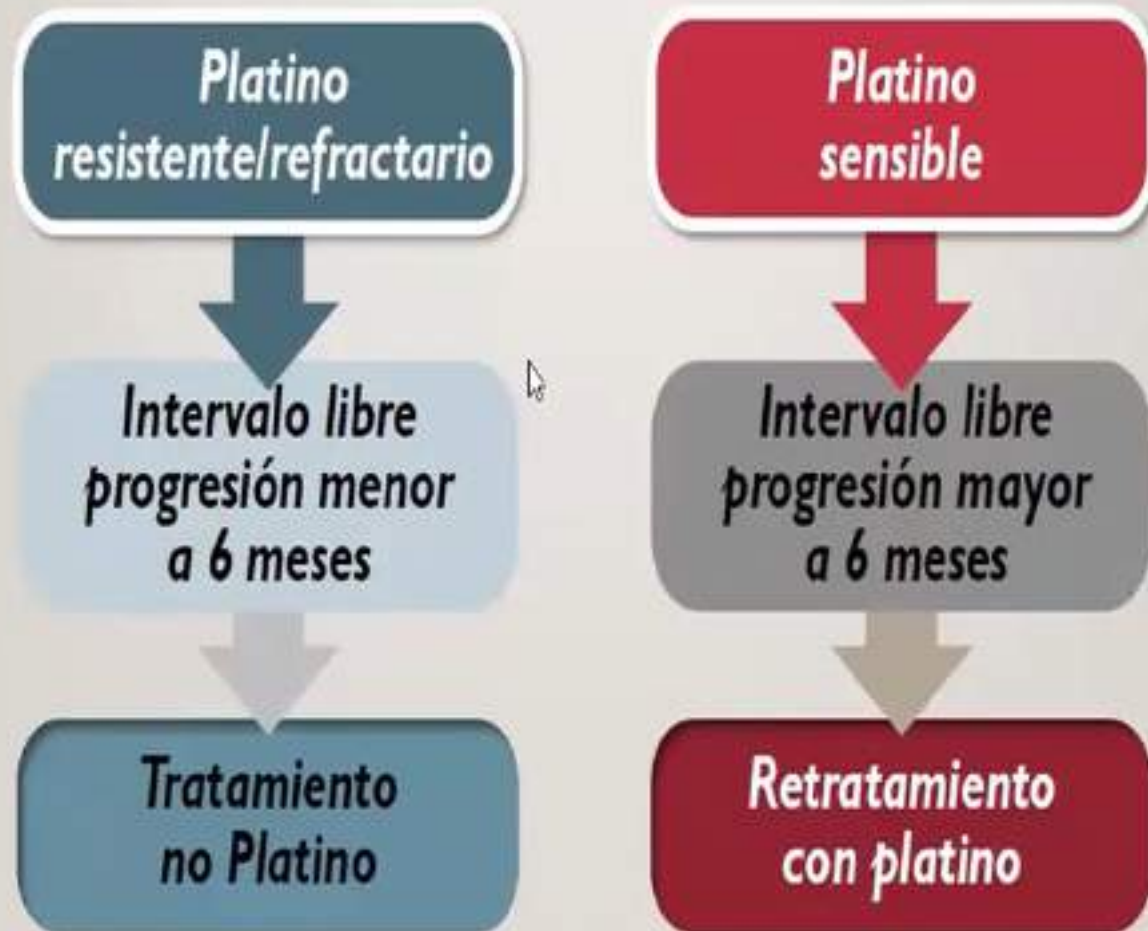 Platino
resistente/refractario
Intervalo libre
progresión menor
a 6 meses
Tratamiento
no Platino
Platino
sensible
Intervalo libre
progresión mayor
a 6 meses
Retratamiento
con platino